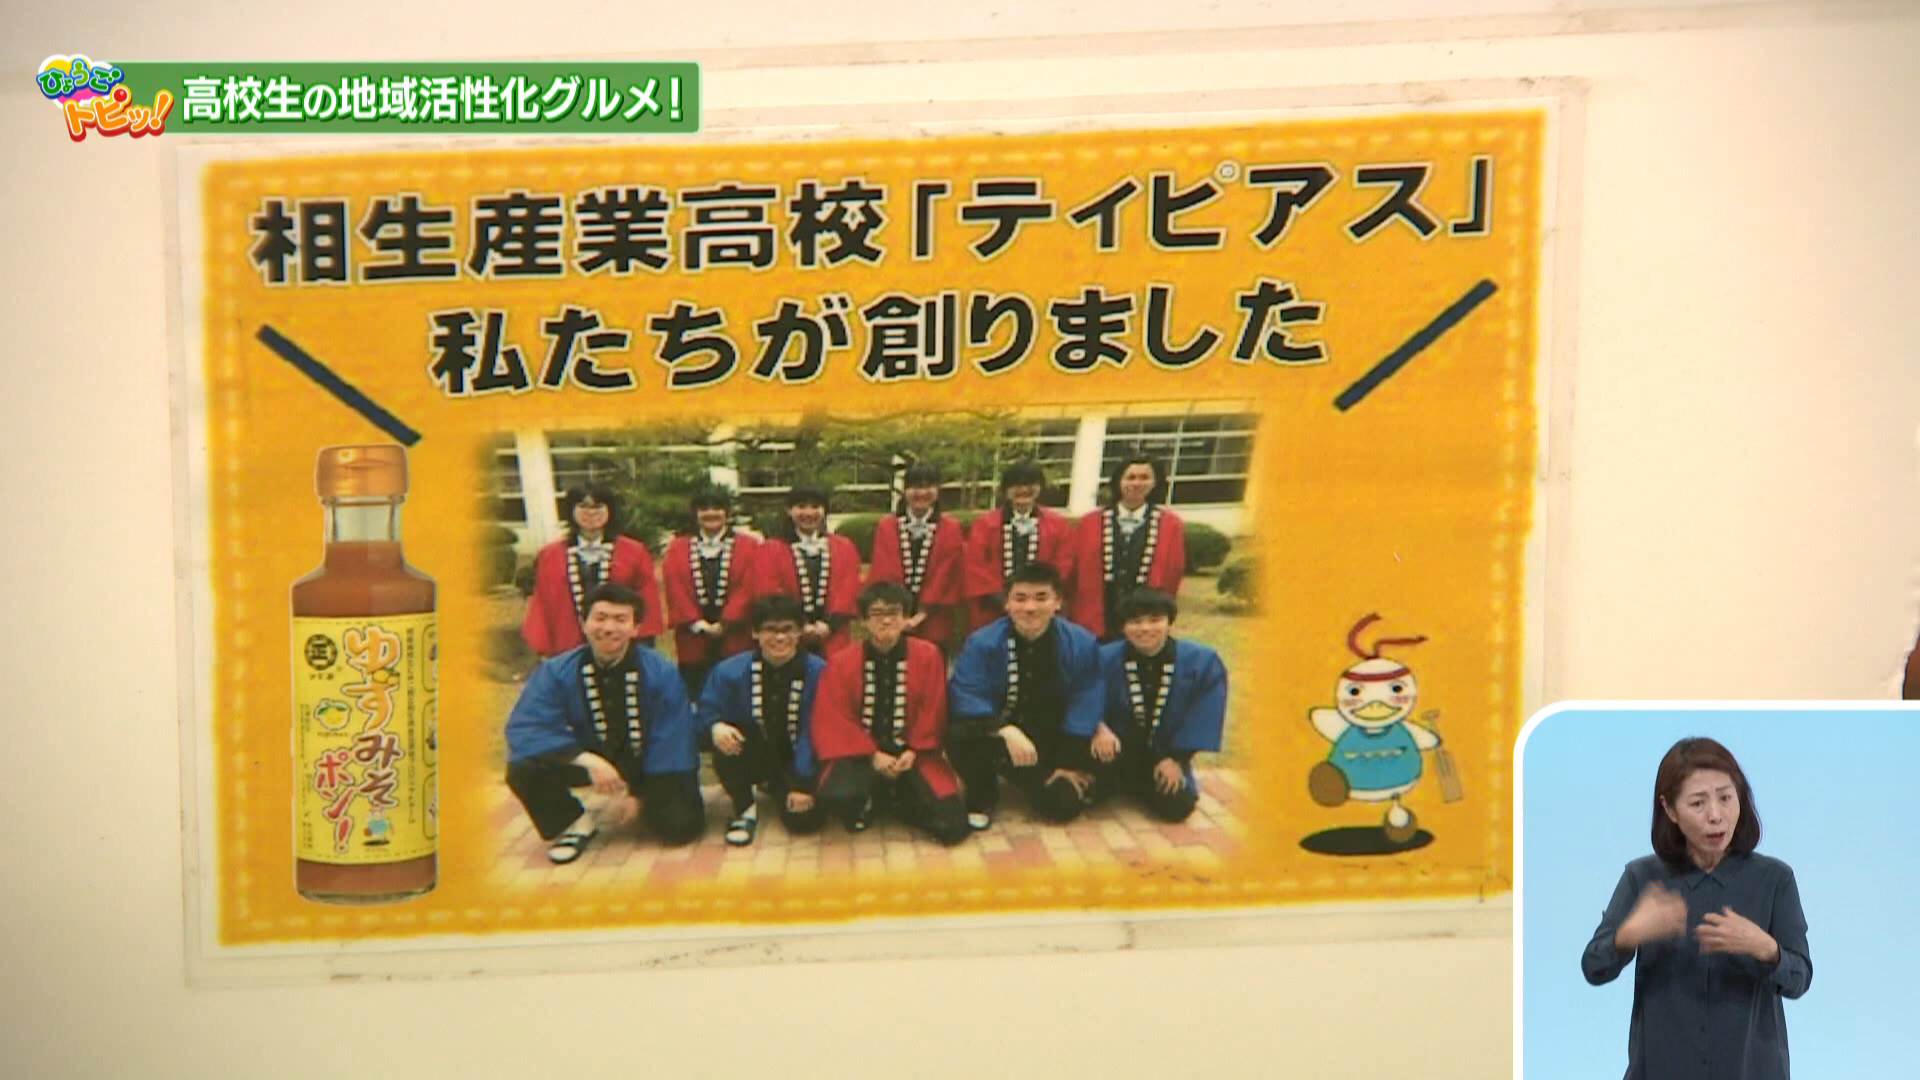 ひょうご
トピッ!
高校生の地域活性化グルメ!
相生産業高校「ティピアス」
私たちが創りました
ゆずみそ
ポン!